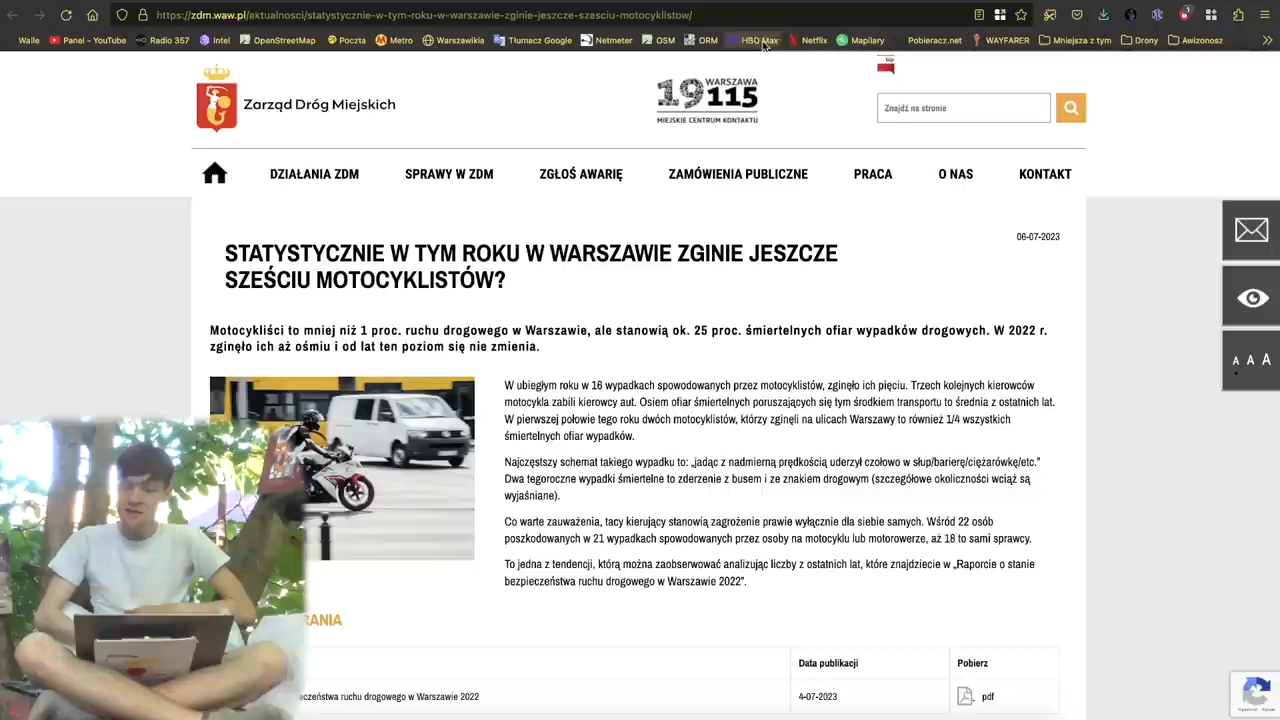 https://zdm.waw.pl/aktualnosci/statystycznie-w-tym-roku-w-warszawie-zginie-jeszcze-szesciu-motocyklistow/
Walle Panel - YouTube Radio 357 Intel OpenStreetMap Metro Warszawikia Tłumacz Google Netmeter OSM ORM HBO Max Netflix Mapillary Pobieracz.net WAYFARER Miejsca z tym Drony Awizowanie
Zarząd Dróg Miejskich
WARSZAWA
19115
MIEJSKIE CENTRUM KONTAKTU
bip
Znajdź na stronie
DZIAŁANIA ZDM SPRAWY W ZDM ZGŁOŚ AWARIĘ ZAMÓWIENIA PUBLICZNE PRACA O NAS KONTAKT
06-07-2023
STATYSTYCZNIE W TYM ROKU W WARSZAWIE ZGINIE JESZCZE
SZEŚCIU MOTOCYKLISTÓW?
Motocykliści to mniej niż 1 proc. ruchu drogowego w Warszawie, ale stanowią ok. 25 proc. śmiertelnych ofiar wypadków drogowych. W 2022 r.
zginęło ich aż ośmiu i od lat ten poziom się nie zmienia.
A A A
W ubiegłym roku w 16 wypadkach spowodowanych przez motocyklistów, zginęło ich pięciu. Trzech kolejnych kierowców
motocykla zabili kierowcy aut. Osiem ofiar śmiertelnych poruszających się tym środkiem transportu to średnia z ostatnich lat.
W pierwszej połowie tego roku dwóch motocyklistów, którzy zginęli na ulicach Warszawy to również 1/4 wszystkich
śmiertelnych ofiar wypadków.
Najczęstszy schemat takiego wypadku to: „jadąc z nadmierną prędkością uderzył czołowo w słup/barierę/ciężarówkę/etc.”
Dwa tegoroczne wypadki śmiertelne to zderzenie z busem i ze znakiem drogowym (szczegółowe okoliczności wciąż są
wyjaśniane).
Co warte zauważenia, tacy kierujący stanowią zagrożenie prawie wyłącznie dla siebie samych. Wśród 22 osób
poszkodowanych w 21 wypadkach spowodowanych przez osoby na motocyklu lub motorowerze, aż 18 to sami sprawcy.
To jedna z tendencji, którą można zaobserwować analizując liczby z ostatnich lat, które znajdziecie w „Raporcie o stanie
bezpieczeństwa ruchu drogowego w Warszawie 2022”.
RANIA
Data publikacji Pobierz
eczeństwa ruchu drogowego w Warszawie 2022 4-07-2023 pdf